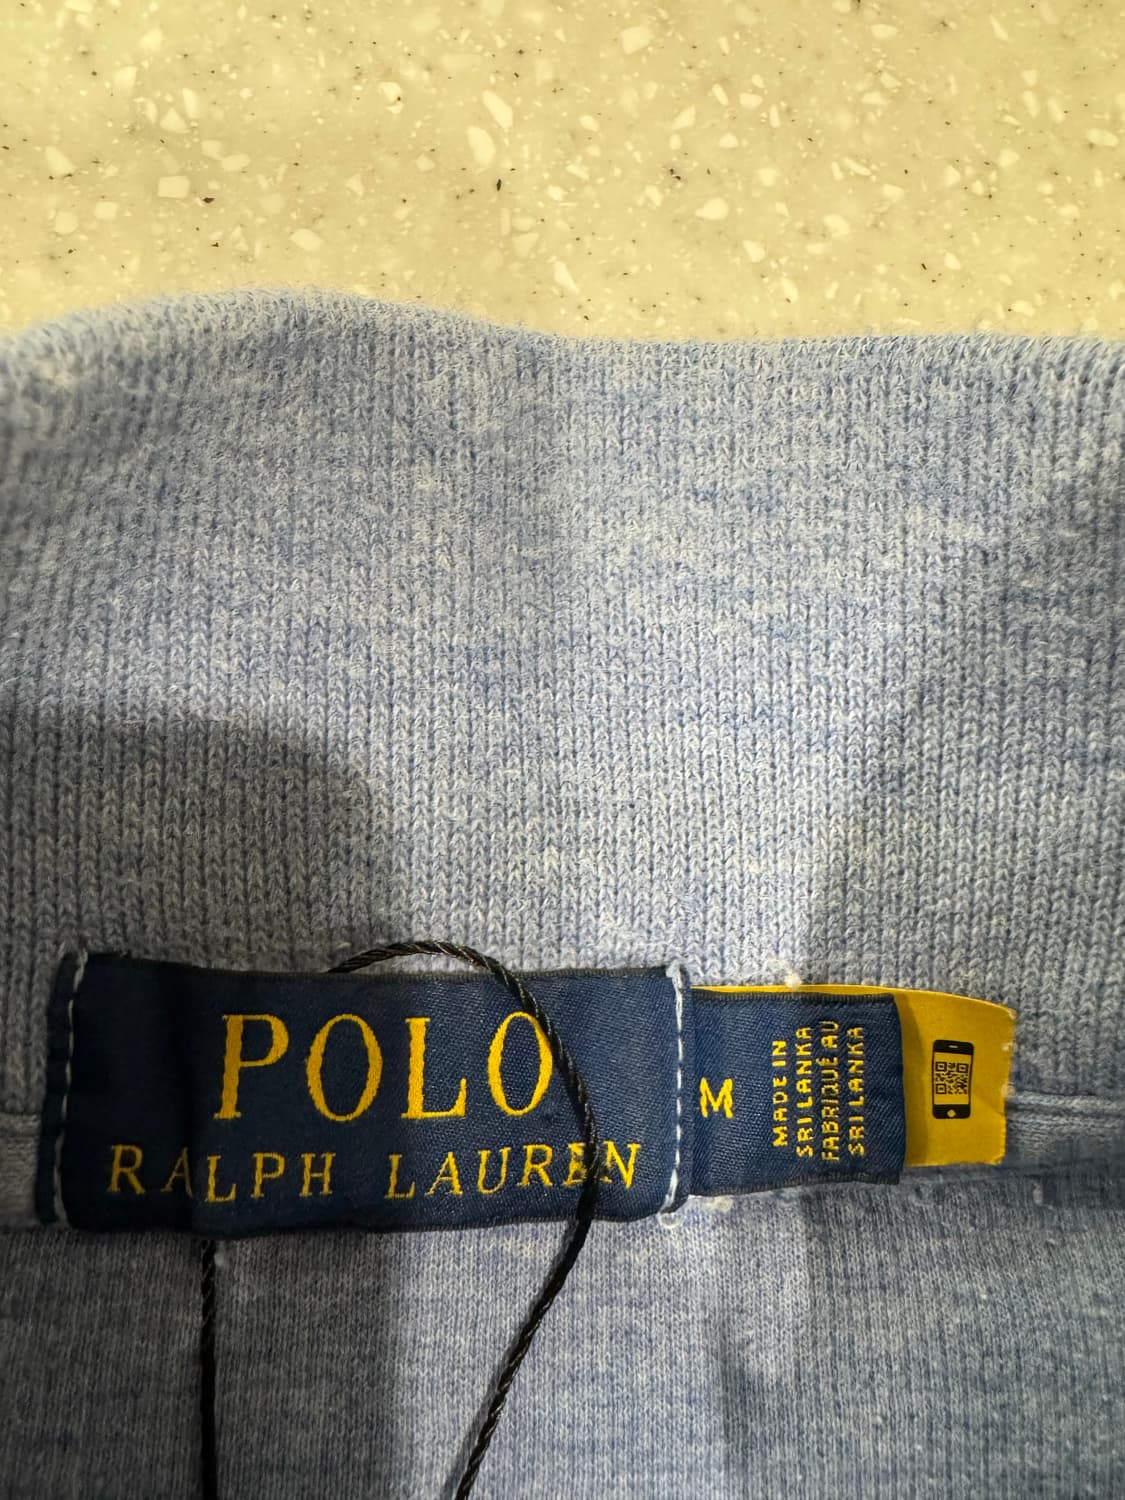 POLO
RALPH LAUREN
M
MADE IN
SRI LANKA
FABRIQUÉ AU
SRI LANKA